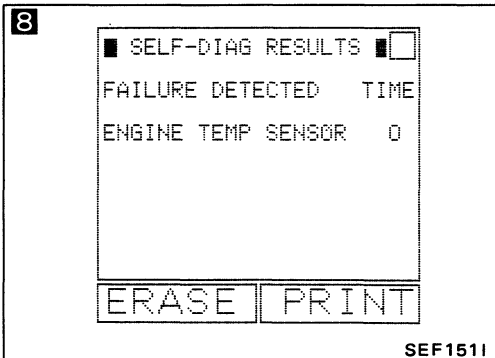 8
■ SELF-DIAG RESULTS ■
FAILURE DETECTED TIME
ENGINE TEMP SENSOR 0
ERASE PRINT
SEF151I